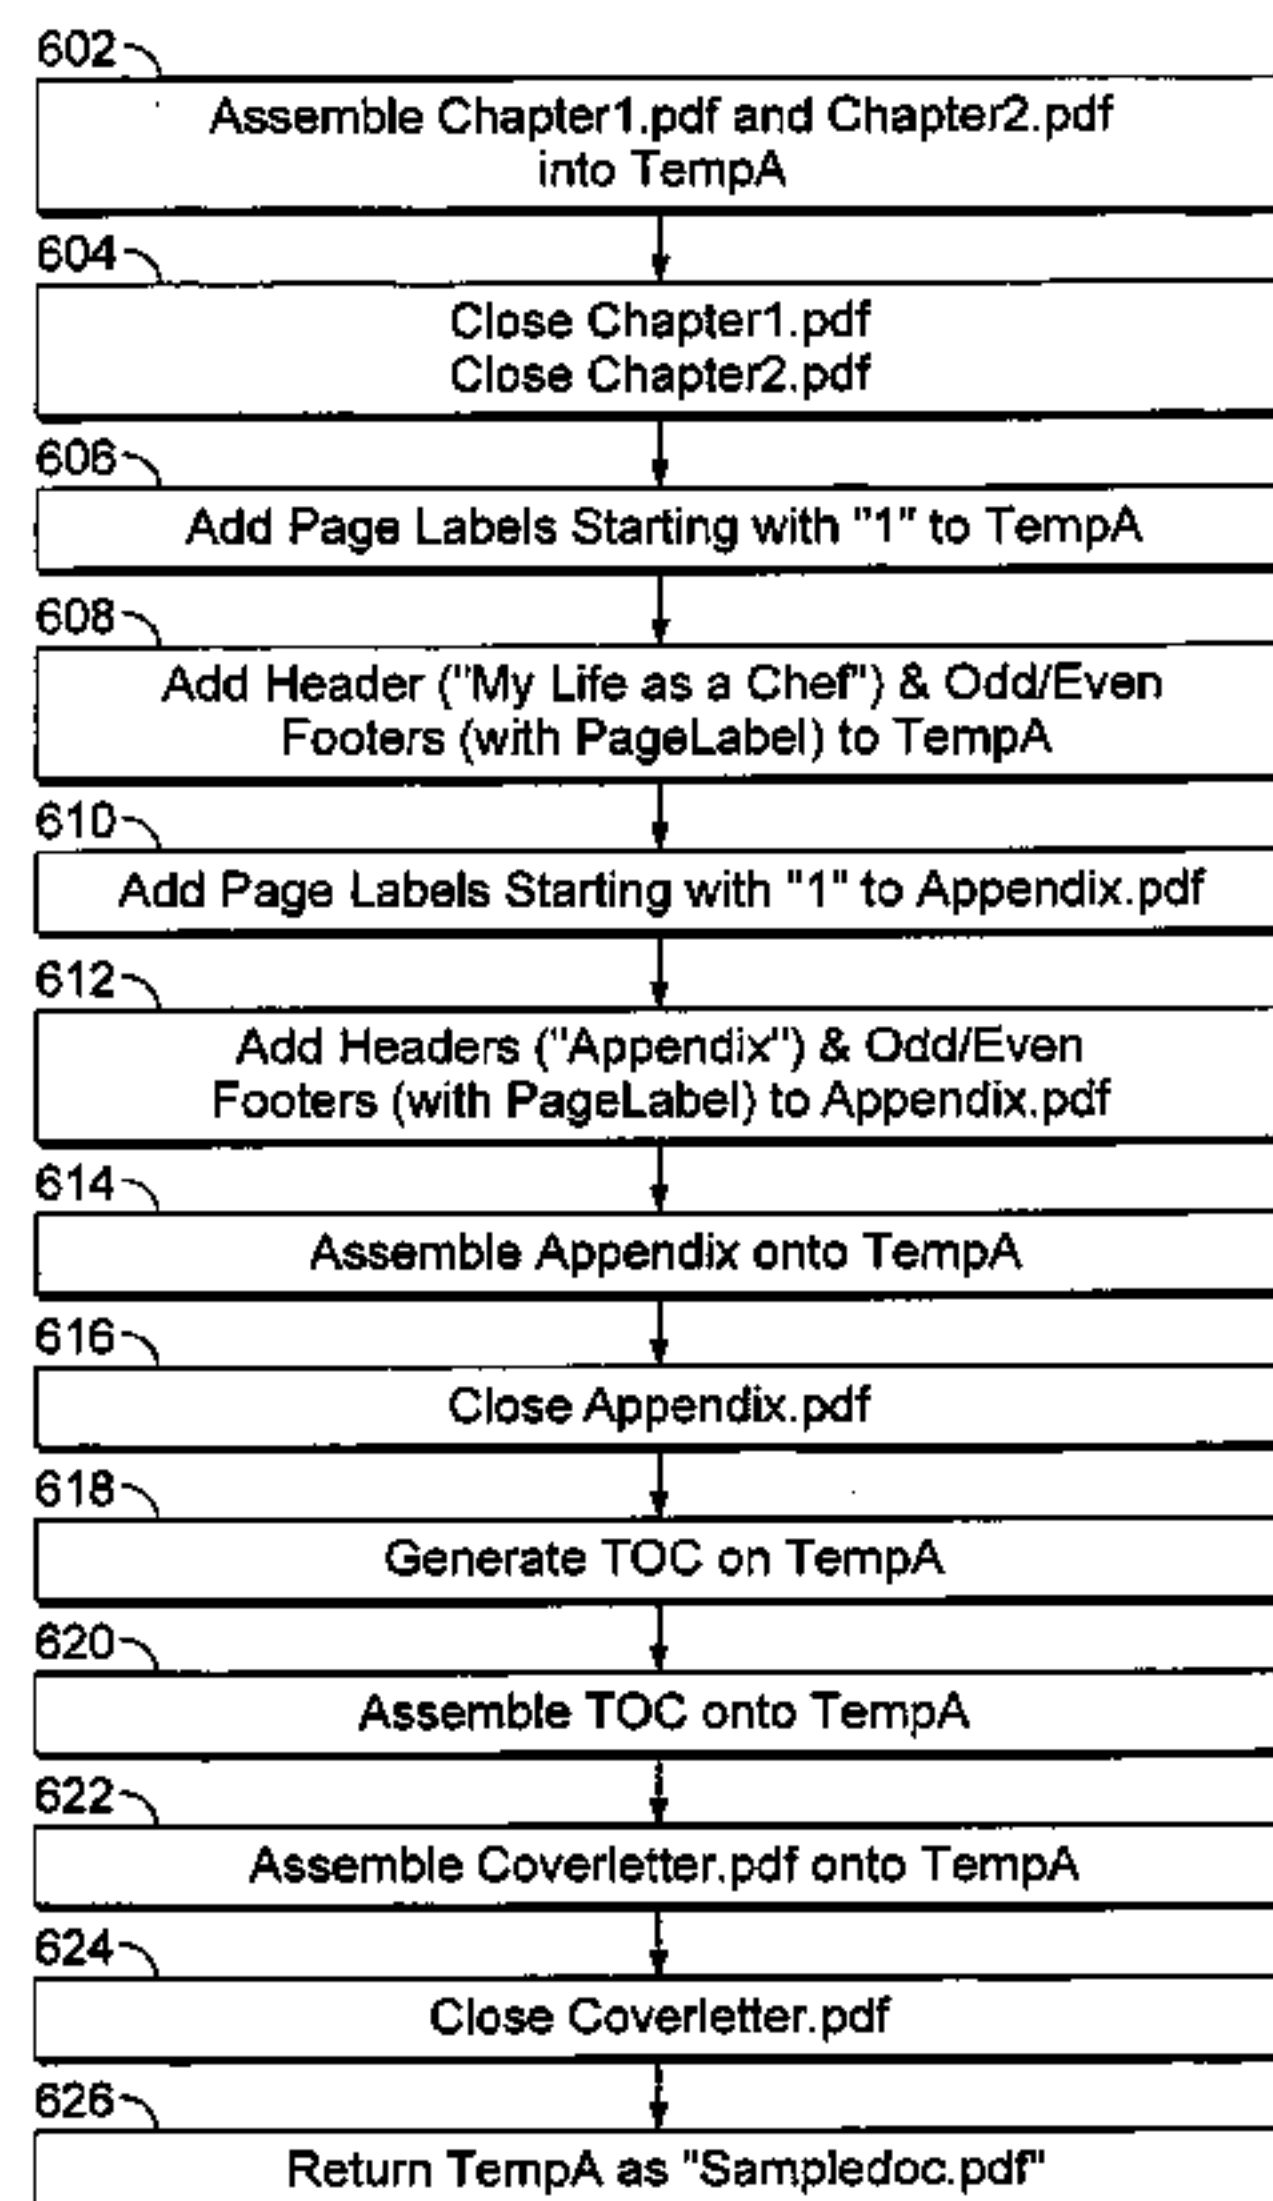 602
Assemble Chapter1.pdf and Chapter2.pdf
into TempA
604
Close Chapter1.pdf
Close Chapter2.pdf
606
Add Page Labels Starting with "1" to TempA
608
Add Header ("My Life as a Chef") & Odd/Even
Footers (with PageLabel) to TempA
610
Add Page Labels Starting with "1" to Appendix.pdf
612
Add Headers ("Appendix") & Odd/Even
Footers (with PageLabel) to Appendix.pdf
614
Assemble Appendix onto TempA
616
Close Appendix.pdf
618
Generate TOC on TempA
620
Assemble TOC onto TempA
622
Assemble Coverletter.pdf onto TempA
624
Close Coverletter.pdf
626
Return TempA as "Sampledoc.pdf"